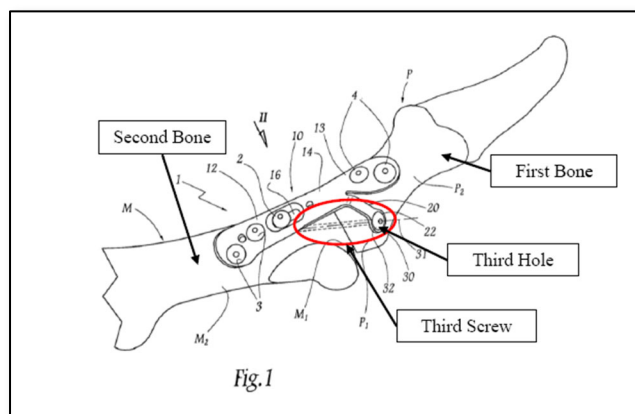 P
II
4
Second Bone
10
13
14
2
12
16
First Bone
I
P2
M
20
22
Third Hole
31
30
3
M1
32
M2
P1
Third Screw
Fig.1